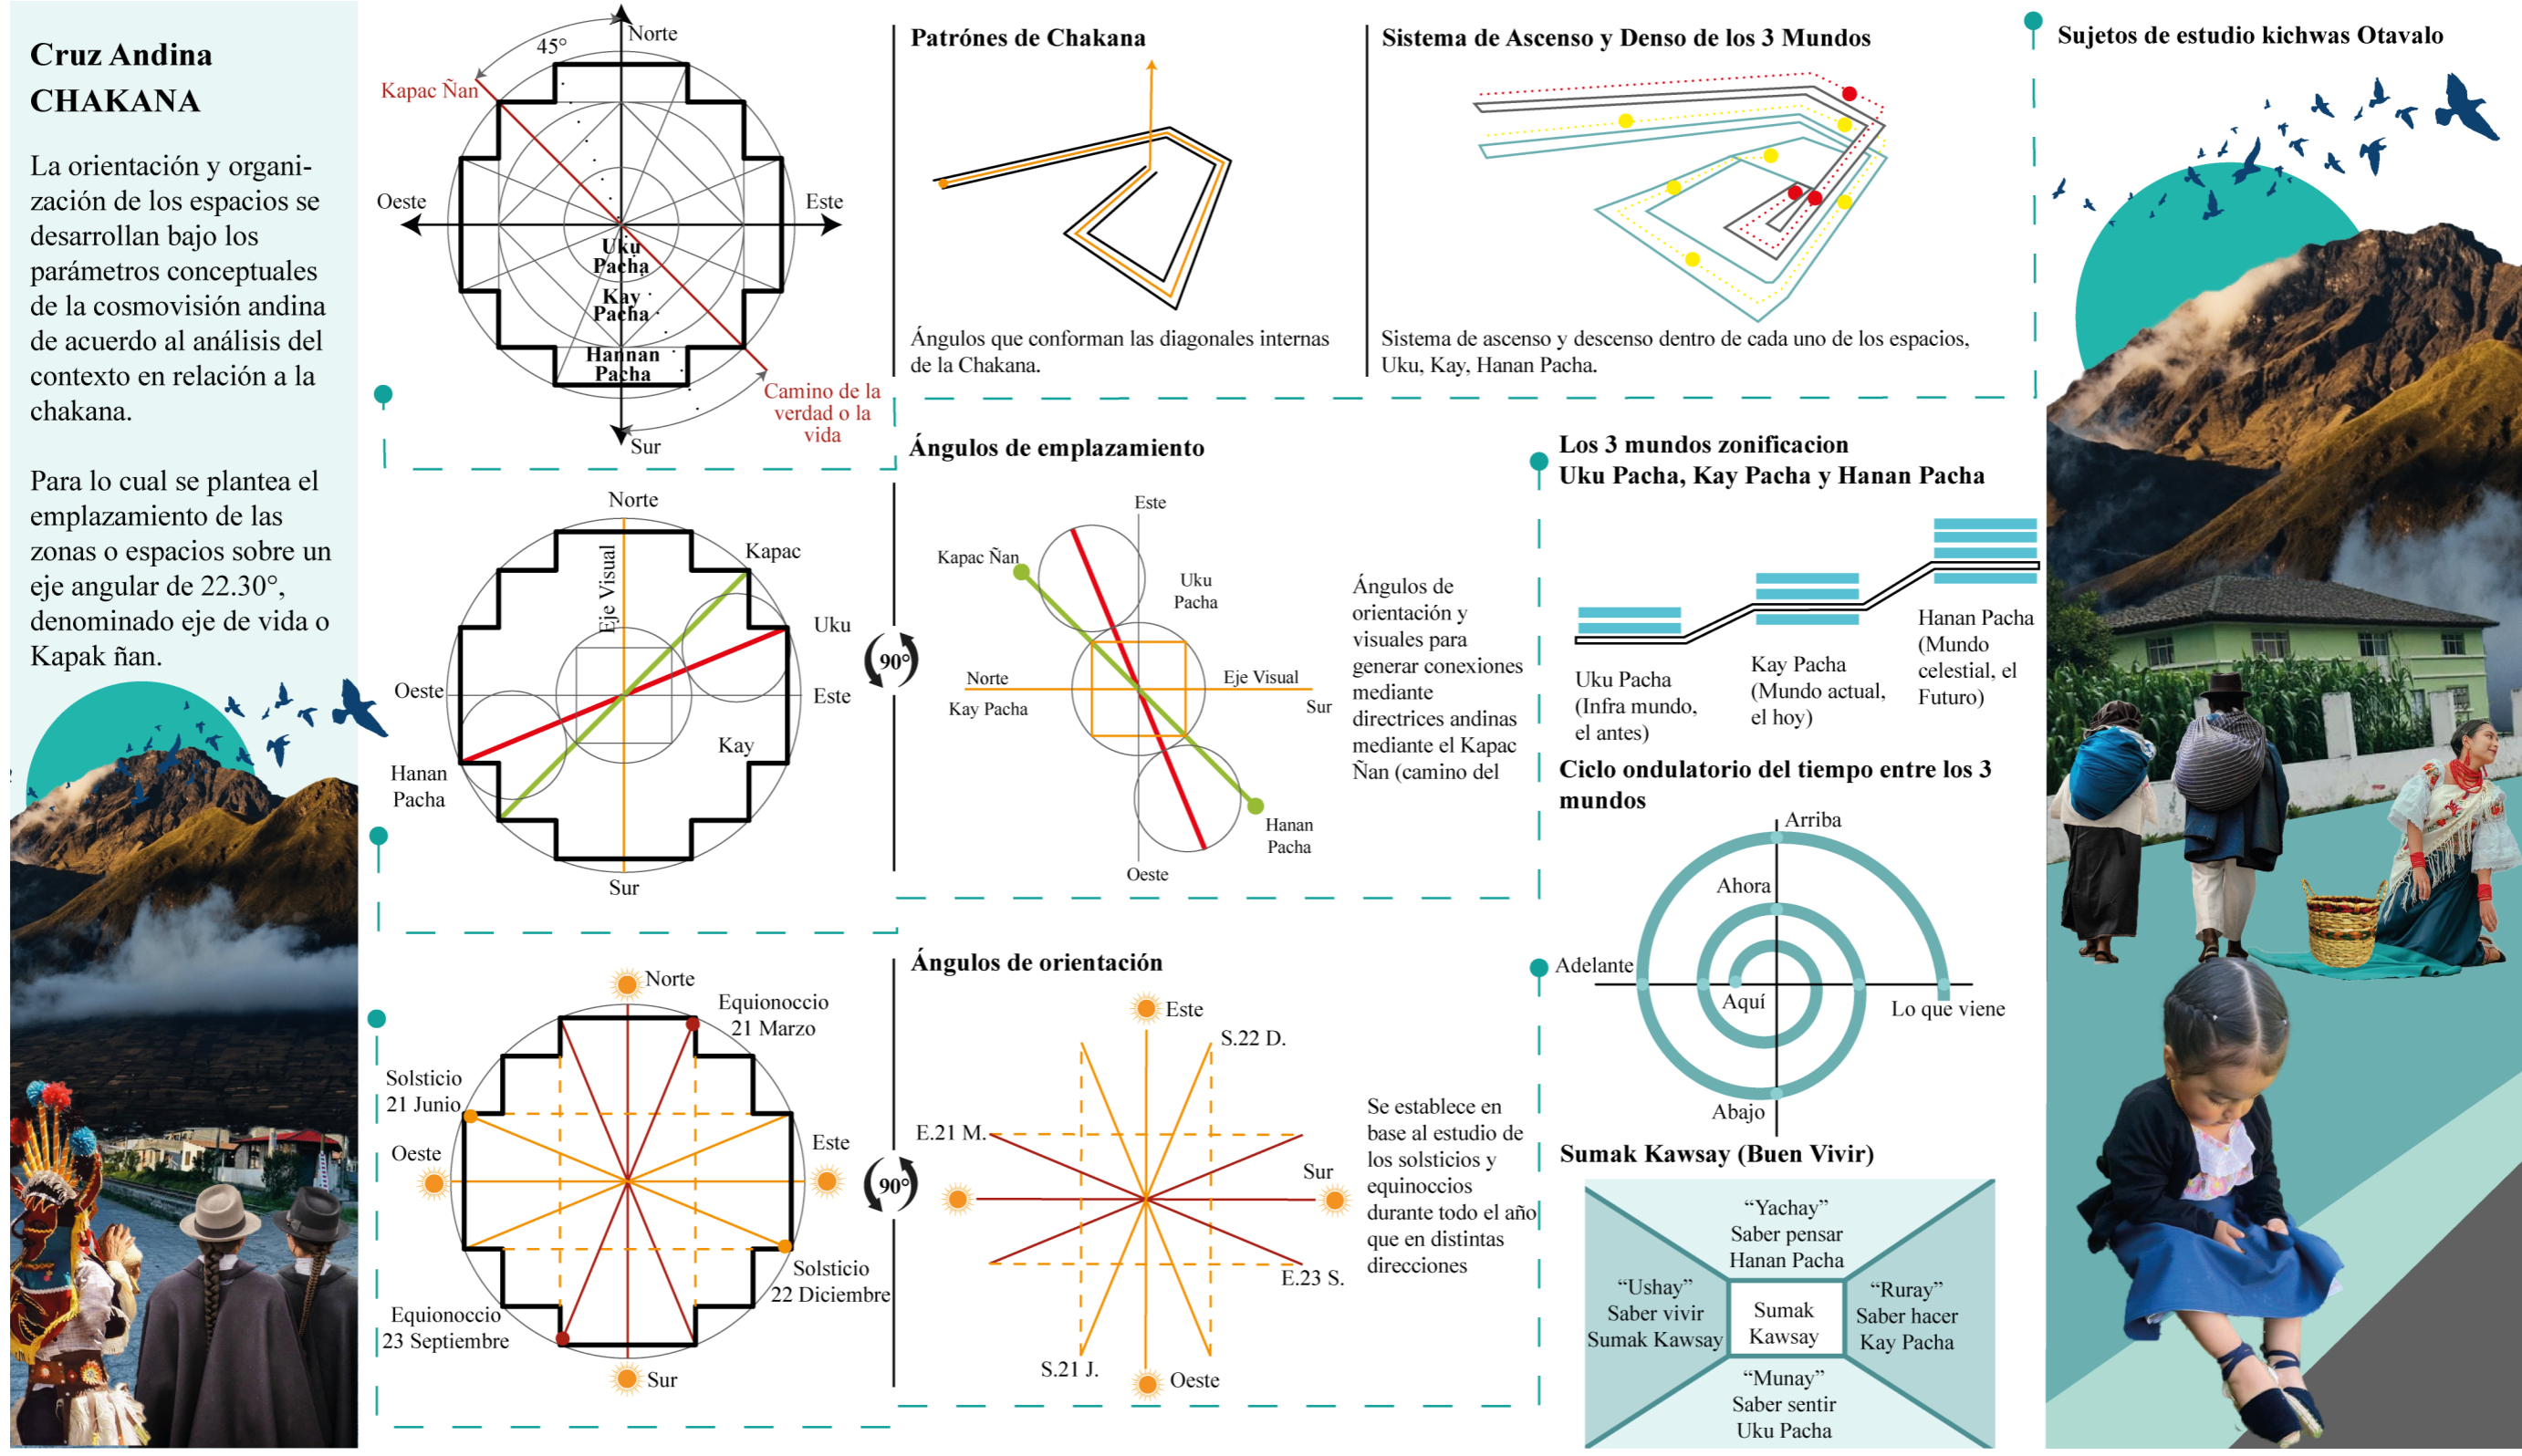 Cruz Andina
CHAKANA
La orientación y organi-
zación de los espacios se
desarrollan bajo los
parámetros conceptuales
de la cosmovisión andina
de acuerdo al análisis del
contexto en relación a la
chakana.
Para lo cual se plantea el
emplazamiento de las
zonas o espacios sobre un
eje angular de 22.30°,
denominado eje de vida o
Kapak ñan.
Norte
45°
Kapac Ñan
Oeste
Este
Uku
Pacha
Kay
Pacha
Hannan
Pacha
Camino de la
verdad o la
vida
Sur
Patrónes de Chakana
Ángulos que conforman las diagonales internas
de la Chakana.
Sistema de Ascenso y Denso de los 3 Mundos
Sistema de ascenso y descenso dentro de cada uno de los espacios,
Uku, Kay, Hanan Pacha.
Sujetos de estudio kichwas Otavalo
Norte
Eje Visual
Kapac
Uku
Oeste
Este
Kay
Hanan
Pacha
Sur
90°
Ángulos de emplazamiento
Este
Kapac Ñan
Uku
Pacha
Norte
Eje Visual
Kay Pacha
Sur
Hanan
Pacha
Oeste
Ángulos de
orientación y
visuales para
generar conexiones
mediante
directrices andinas
mediante el Kapac
Ñan (camino del
Los 3 mundos zonificacion
Uku Pacha, Kay Pacha y Hanan Pacha
Uku Pacha
(Infra mundo,
el antes)
Kay Pacha
(Mundo actual,
el hoy)
Hanan Pacha
(Mundo
celestial, el
Futuro)
Ciclo ondulatorio del tiempo entre los 3
mundos
Arriba
Ahora
Adelante
Aquí
Lo que viene
Abajo
Norte
Equionoccio
21 Marzo
Solsticio
21 Junio
Oeste
Este
Solsticio
22 Diciembre
Equionoccio
23 Septiembre
Sur
90°
Ángulos de orientación
Este
S.22 D.
E.21 M.
Sur
E.23 S.
S.21 J.
Oeste
Se establece en
base al estudio de
los solsticios y
equinoccios
durante todo el año
que en distintas
direcciones
Sumak Kawsay (Buen Vivir)
“Yachay”
Saber pensar
Hanan Pacha
“Ushay”
Saber vivir
Sumak Kawsay
Sumak
Kawsay
“Ruray”
Saber hacer
Kay Pacha
“Munay”
Saber sentir
Uku Pacha